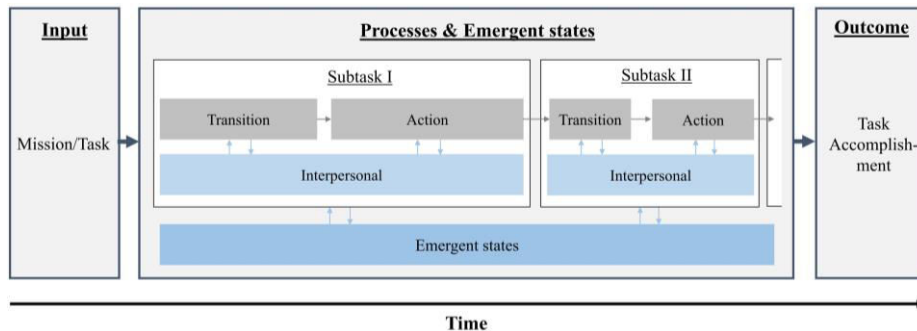 Input
Processes & Emergent states
Outcome
Subtask I
Subtask II
Transition
Action
Transition
Action
Mission/Task
Interpersonal
Interpersonal
Task
Accomplish-
ment
Emergent states
Time